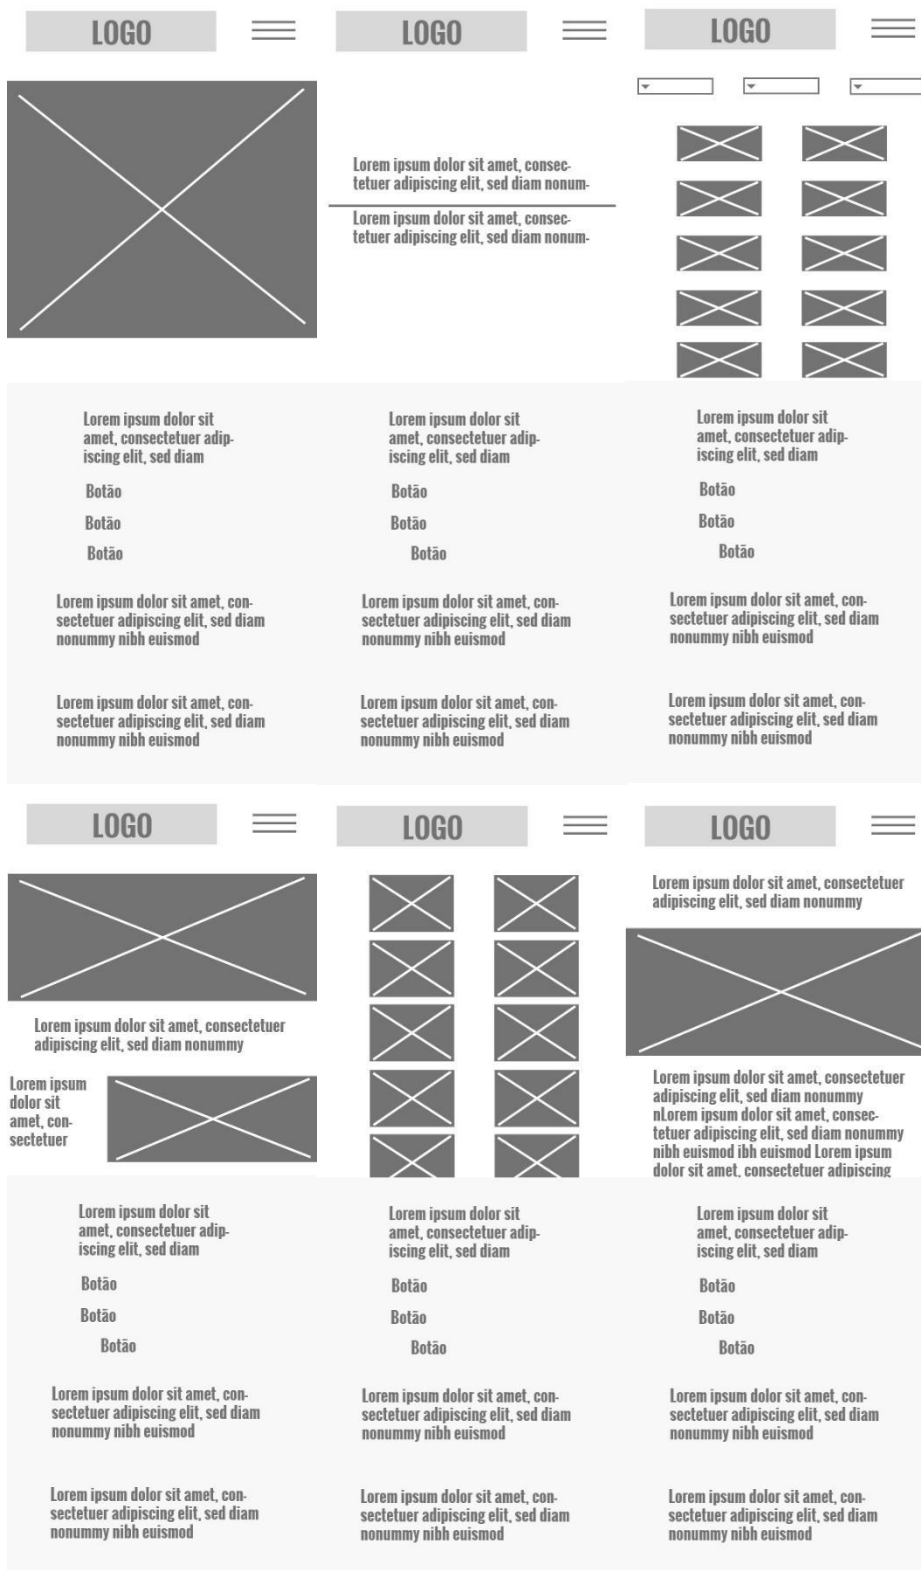 LOGO
Lorem ipsum dolor sit
amet, consectetuer adip-
iscing elit, sed diam
Botão
Botão
Botão
Lorem ipsum dolor sit amet, con-
sectetuer adipiscing elit, sed diam
nonummy nibh euismod
Lorem ipsum dolor sit amet, con-
sectetuer adipiscing elit, sed diam
nonummy nibh euismod
LOGO
Lorem ipsum dolor sit amet, consec-
tetuer adipiscing elit, sed diam nonum-
Lorem ipsum dolor sit amet, consec-
tetuer adipiscing elit, sed diam nonum-
Lorem ipsum dolor sit
amet, consectetuer adip-
iscing elit, sed diam
Botão
Botão
Botão
Lorem ipsum dolor sit amet, con-
sectetuer adipiscing elit, sed diam
nonummy nibh euismod
Lorem ipsum dolor sit amet, con-
sectetuer adipiscing elit, sed diam
nonummy nibh euismod
LOGO
Lorem ipsum dolor sit
amet, consectetuer adip-
iscing elit, sed diam
Botão
Botão
Botão
Lorem ipsum dolor sit amet, con-
sectetuer adipiscing elit, sed diam
nonummy nibh euismod
Lorem ipsum dolor sit amet, con-
sectetuer adipiscing elit, sed diam
nonummy nibh euismod
LOGO
Lorem ipsum dolor sit amet, consectetuer
adipiscing elit, sed diam nonummy
Lorem ipsum
dolor sit
amet, con-
sectetuer
Lorem ipsum dolor sit
amet, consectetuer adip-
iscing elit, sed diam
Botão
Botão
Botão
Lorem ipsum dolor sit amet, con-
sectetuer adipiscing elit, sed diam
nonummy nibh euismod
Lorem ipsum dolor sit amet, con-
sectetuer adipiscing elit, sed diam
nonummy nibh euismod
LOGO
Lorem ipsum dolor sit
amet, consectetuer adip-
iscing elit, sed diam
Botão
Botão
Botão
Lorem ipsum dolor sit amet, con-
sectetuer adipiscing elit, sed diam
nonummy nibh euismod
Lorem ipsum dolor sit amet, con-
sectetuer adipiscing elit, sed diam
nonummy nibh euismod
LOGO
Lorem ipsum dolor sit amet, consectetuer
adipiscing elit, sed diam nonummy
Lorem ipsum dolor sit amet, consectetuer
adipiscing elit, sed diam nonummy
nLorem ipsum dolor sit amet, consec-
tetuer adipiscing elit, sed diam nonummy
nibh euismod ibh euismod Lorem ipsum
dolor sit amet, consectetuer adipiscing
Lorem ipsum dolor sit
amet, consectetuer adip-
iscing elit, sed diam
Botão
Botão
Botão
Lorem ipsum dolor sit amet, con-
sectetuer adipiscing elit, sed diam
nonummy nibh euismod
Lorem ipsum dolor sit amet, con-
sectetuer adipiscing elit, sed diam
nonummy nibh euismod